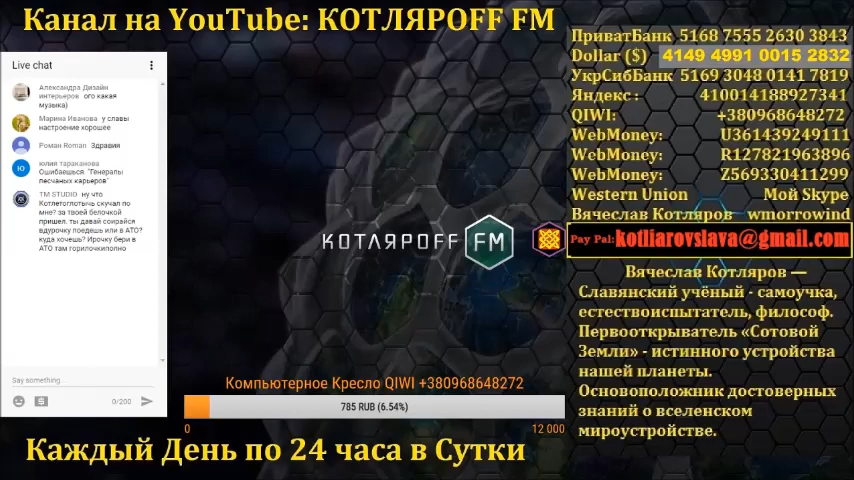 Канал на YouTube: КОТЛЯРОFF FM
Live chat
Александра Дизайн
интерьеров ого какая
музыка)
Марина Иванова у славы
настроение хорошее
Роман Roman Здравия
юлия тараканова
Ошибаешься. "Генералы
песчаных карьеров"
TM STUDIO ну что
Котлетоглотычь скучал по
мне? за твоей белочкой
пришел. ты давай соирайся
вдурочку поедешь или в АТО?
куда хочешь? Ирочку бери в
АТО там горилочкиполно
Say something...
0/200
КОТЛЯРОFF FM
Компьютерное Кресло QIWI +380968648272
785 RUB (6.54%)
0
12 000
Каждый День по 24 часа в Сутки
ПриватБанк 5168 7555 2630 3843
Dollar ($) 4149 4991 0015 2832
УкрСибБанк 5169 3048 0141 7819
Яндекс : 410014188927341
QIWI: +380968648272
WebMoney: U361439249111
WebMoney: R127821963896
WebMoney: Z569330411299
Western Union Мой Skype
Вячеслав Котляров wmorrowind
Pay Pal: kotliarovslava@gmail.com
Вячеслав Котляров —
Славянский учёный - самоучка,
естествоиспытатель, философ.
Первооткрыватель «Сотовой
Земли» - истинного устройства
нашей планеты.
Основоположник достоверных
знаний о вселенском
мироустройстве.